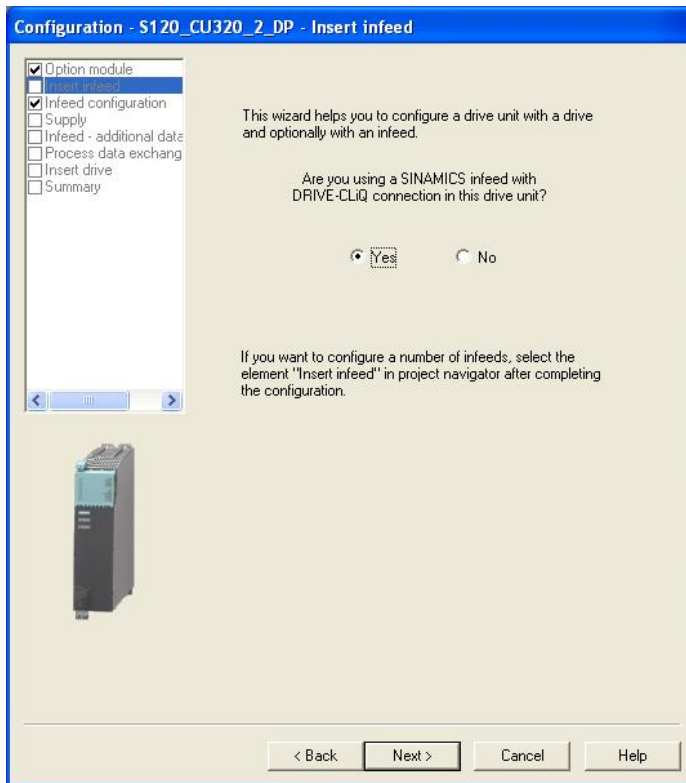 Configuration - S120_CU320_2_DP - Insert infeed
Option module
Insert infeed
Infeed configuration
Supply
Infeed - additional data
Process data exchang
Insert drive
Summary
This wizard helps you to configure a drive unit with a drive
and optionally with an infeed.
Are you using a SINAMICS infeed with
DRIVE-CLiQ connection in this drive unit?
Yes
No
If you want to configure a number of infeeds, select the
element "Insert infeed" in project navigator after completing
the configuration.
< Back
Next >
Cancel
Help